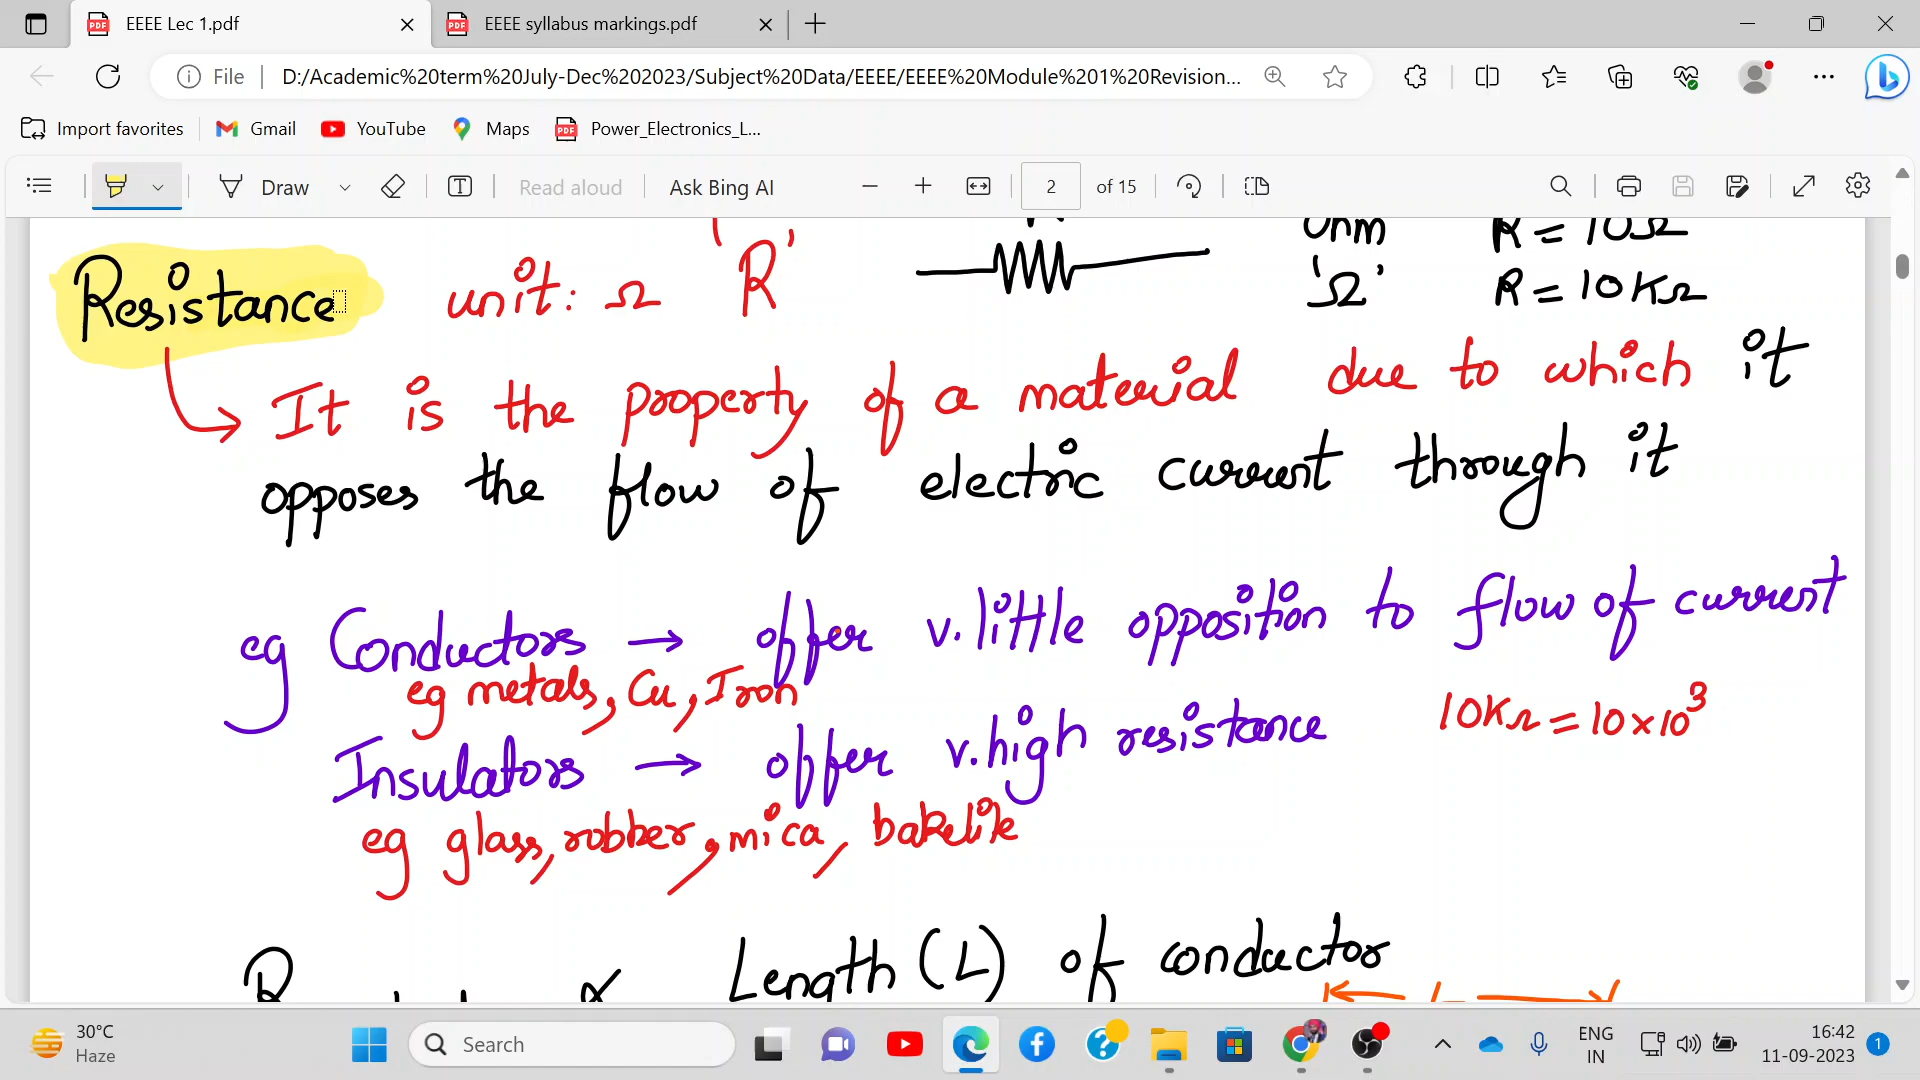 EEEE Lec 1.pdf
EEEE syllabus markings.pdf
File
D:/Academic%20term%20July-Dec%202023/Subject%20Data/EEEE/EEEE%20Module%201%20Revision...
Import favorites
Gmail
YouTube
Maps
Power_Electronics_L...
Draw
Read aloud
Ask Bing AI
2
of 15
Ohm R = 10Ω
Resistance unit: Ω 'R' 'Ω' R = 10KΩ
It is the property of a material due to which it
opposes the flow of electric current through it
eg Conductors → offer v. little opposition to flow of current
eg metals, Cu, Iron
10KΩ = 10×10³
Insulators → offer v. high resistance
eg glass, robber, mica, bakelite
∝ Length (L) of conductor
30°C
Haze
Search
ENG
IN
16:42
11-09-2023
1